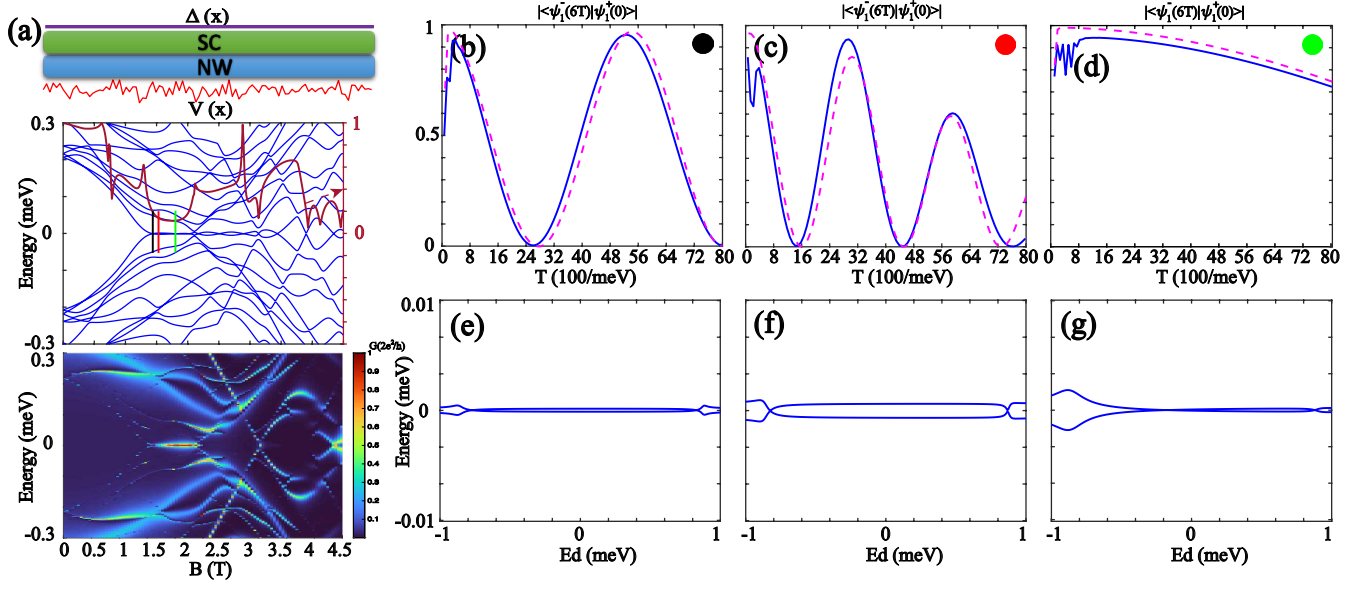 (a)
Δ (x)
SC
NW
V (x)
0.3
0
-0.3
Energy (meV)
1
0
0.3
0
-0.3
Energy (meV)
G(2e²/h)
1
0.9
0.8
0.7
0.6
0.5
0.4
0.3
0.2
0.1
0 0.5 1 1.5 2 2.5 3 3.5 4 4.5
B (T)
|<ψ₁⁻(6T)|ψ₁⁺(0)>|
(b)
1
0.5
0
0 8 16 24 32 40 48 56 64 72 80
T (100/meV)
|<ψ₁⁻(6T)|ψ₁⁺(0)>|
(c)
0 8 16 24 32 40 48 56 64 72 80
T (100/meV)
|<ψ₁⁻(6T)|ψ₁⁺(0)>|
(d)
0 8 16 24 32 40 48 56 64 72 80
T (100/meV)
(e)
0.01
0
-0.01
Energy (meV)
-1 0 1
Ed (meV)
(f)
-1 0 1
Ed (meV)
(g)
-1 0 1
Ed (meV)